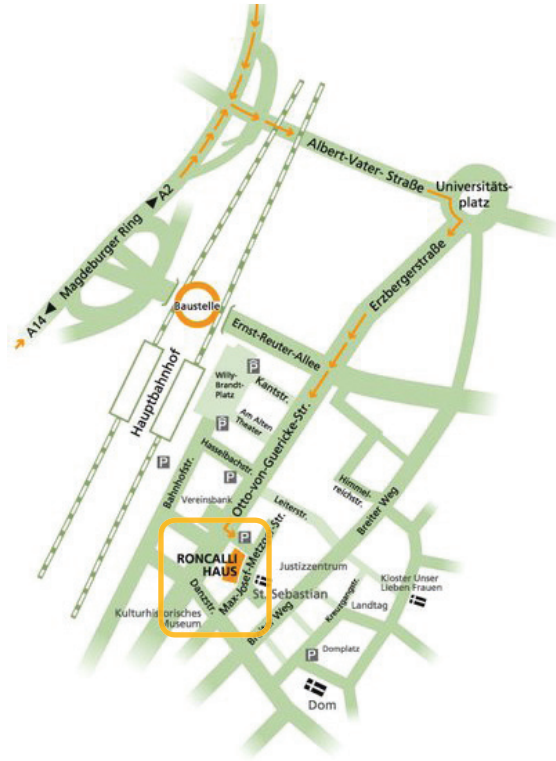 Albert-Vater- Straße
Universitäts-
platz
A2
Magdeburger Ring
A14
Erzbergerstraße
Baustelle
Ernst-Reuter-Allee
Hauptbahnhof
P
Willy-
Brandt-
Platz
Kantstr.
P
Am Alten
Theater
Otto-von-Guericke-Str.
Hasselbachstr.
P
P
Bahnhofstr.
Vereinsbank
Himmel-
reichstr.
Leiterstr.
Breiter Weg
P
RONCALLI
HAUS
Max-Josef-Metzger-Str.
Justizzentrum
St. Sebastian
Danzstr.
Kulturhistorisches
Museum
Breiter Weg
Kreuzgangstr.
Landtag
Kloster Unser
Lieben Frauen
P
Domplatz
Dom